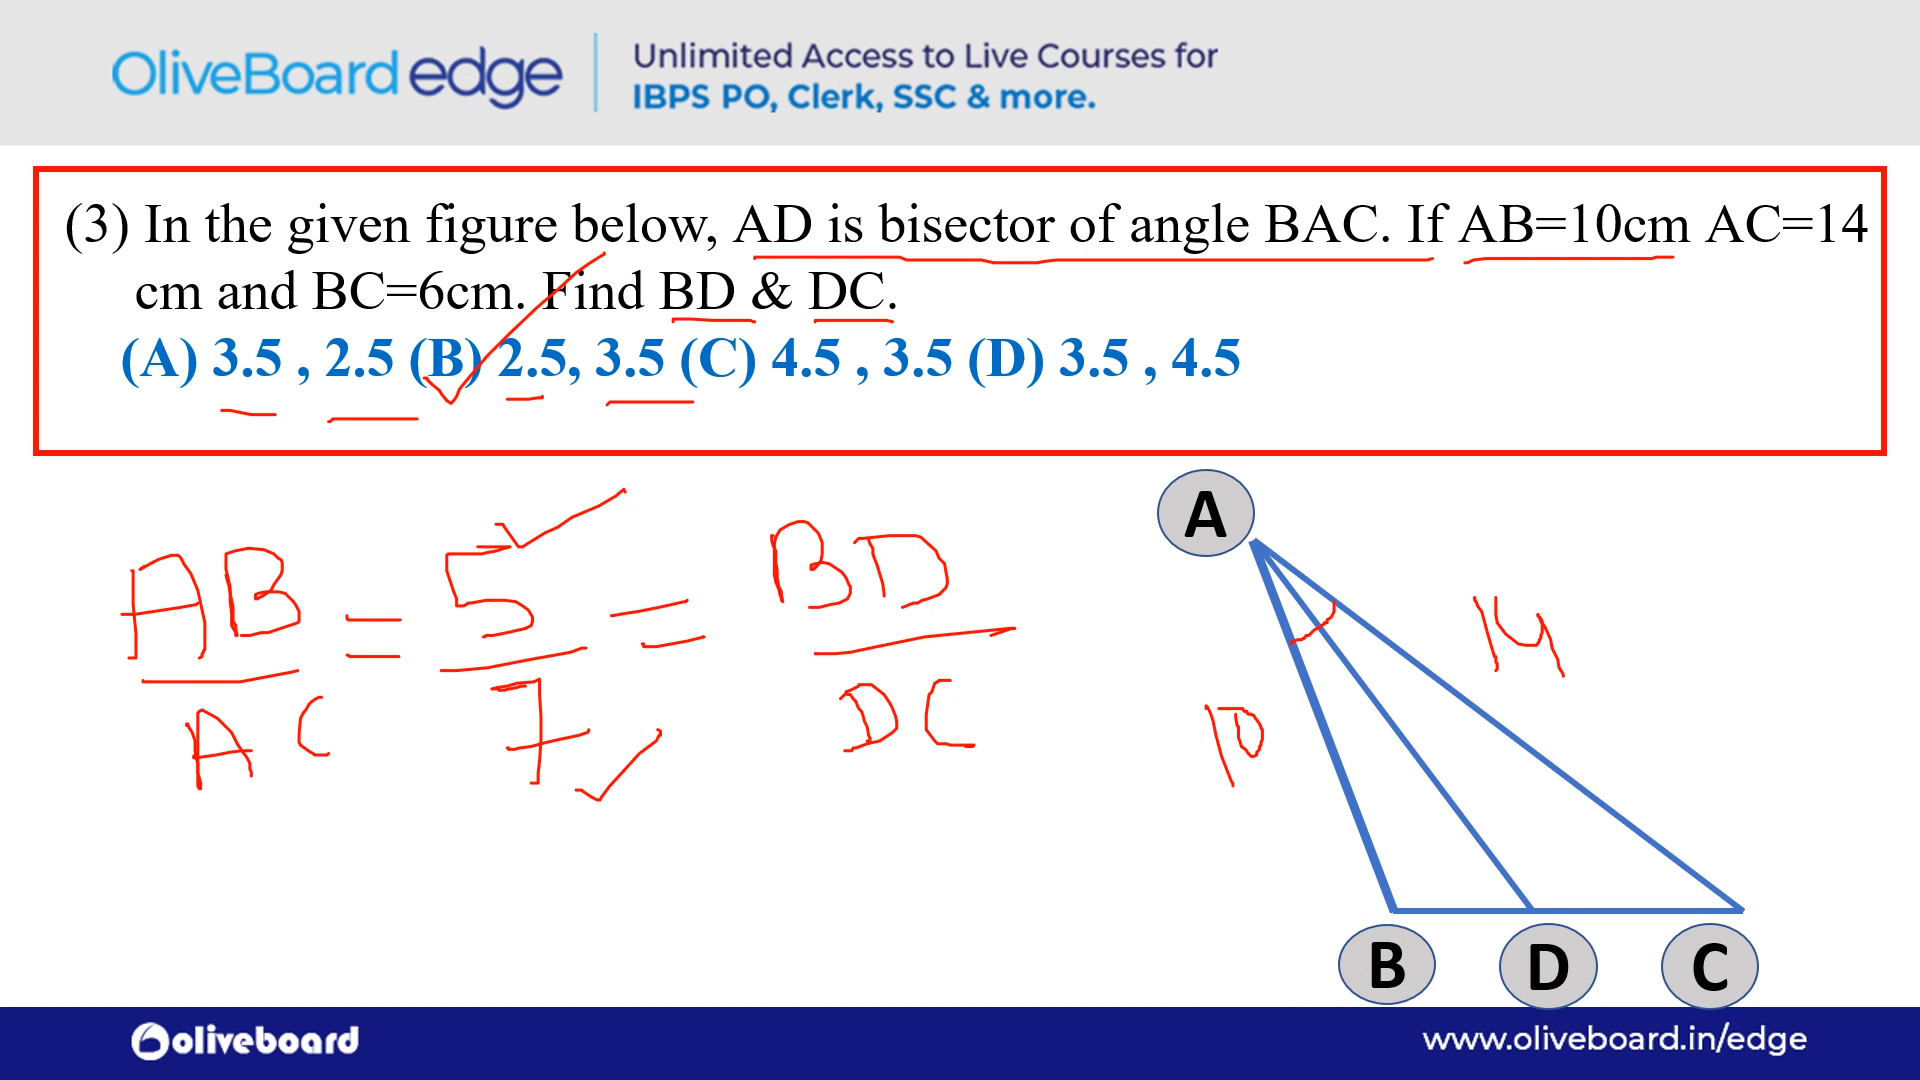 OliveBoard edge
Unlimited Access to Live Courses for
IBPS PO, Clerk, SSC & more.
(3) In the given figure below, AD is bisector of angle BAC. If AB=10cm AC=14
cm and BC=6cm. Find BD & DC.
(A) 3.5 , 2.5 (B) 2.5, 3.5 (C) 4.5 , 3.5 (D) 3.5 , 4.5
AB = 5 = BD
AC 7 DC
A
14
10
B D C
oliveboard
www.oliveboard.in/edge